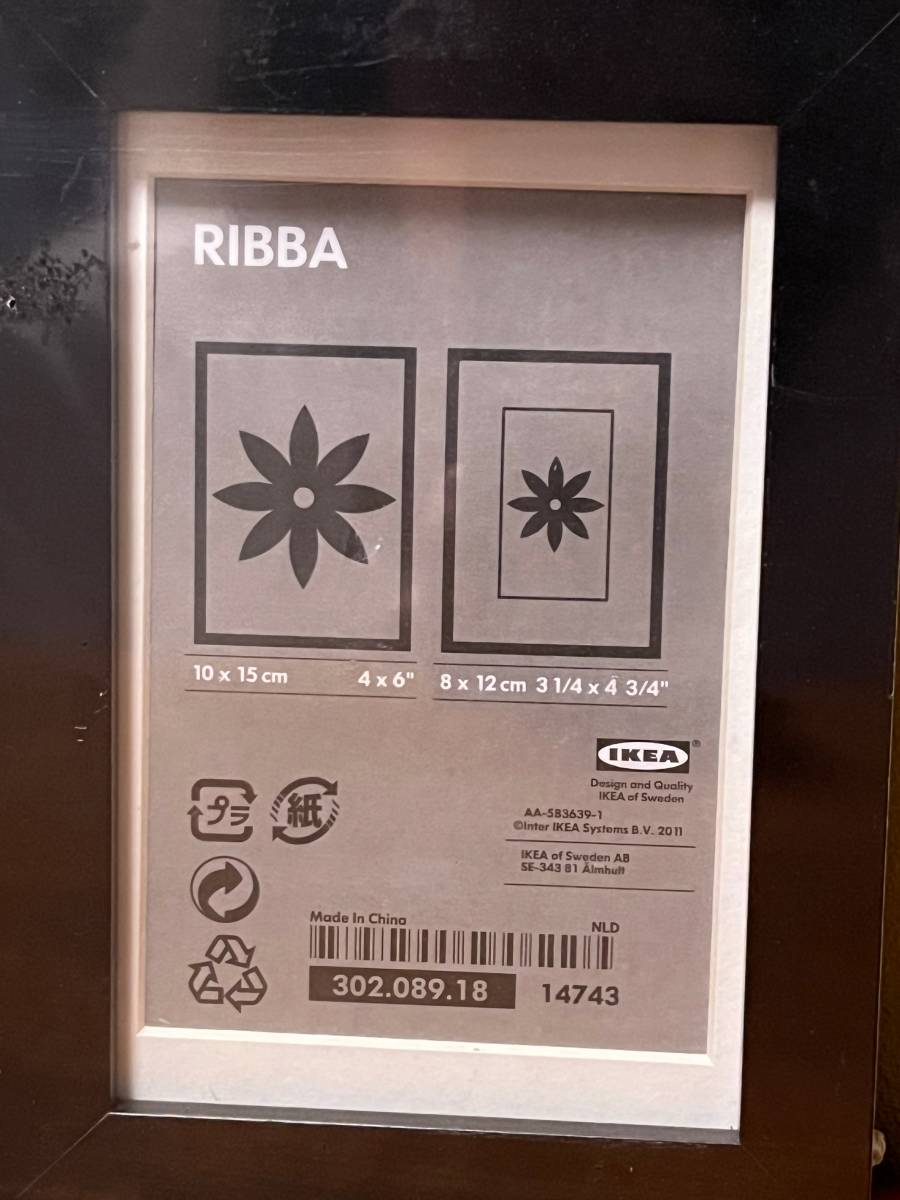 RIBBA
10 x 15 cm 4 x 6"
8 x 12 cm 3 1/4 x 4 3/4"
IKEA®
Design and Quality
IKEA of Sweden
AA-583639-1
©Inter IKEA Systems B.V. 2011
IKEA of Sweden AB
SE-343 81 Älmhult
プラ
紙
Made In China
NLD
302.089.18
14743